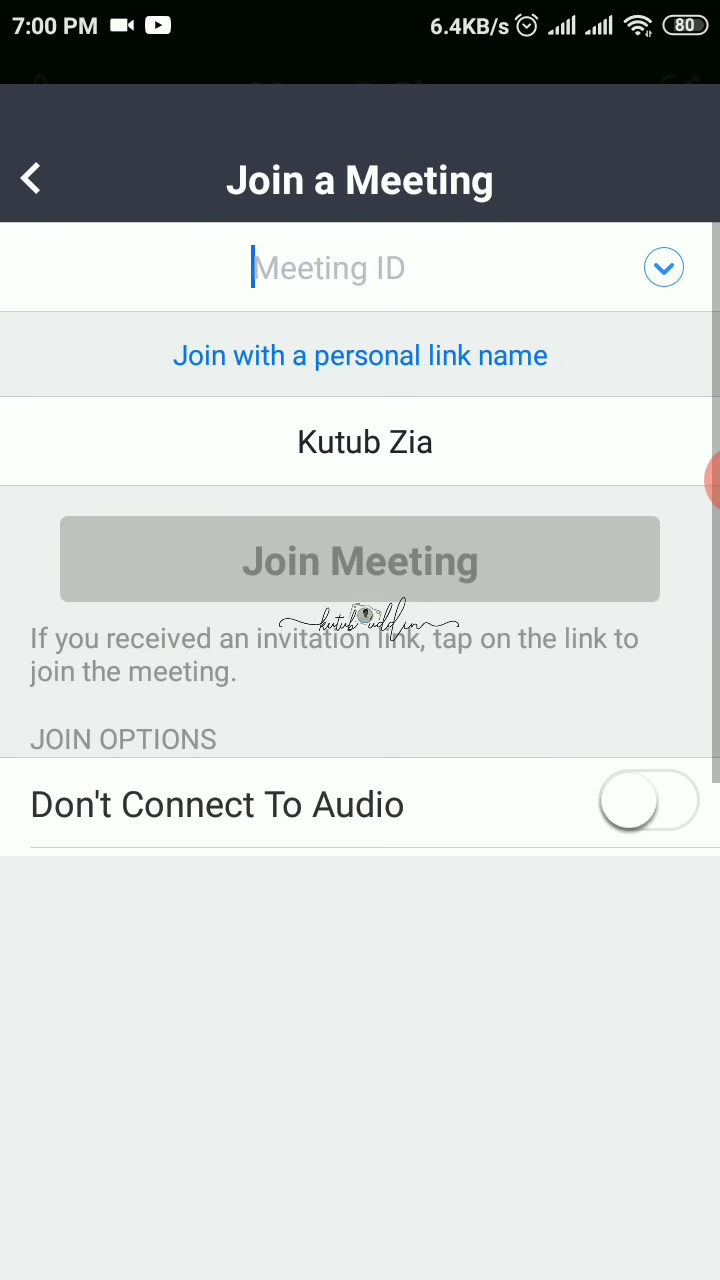 7:00 PM 6.4KB/s 80
Join a Meeting
Meeting ID
Join with a personal link name
Kutub Zia
Join Meeting
kutub uddin
If you received an invitation link, tap on the link to
join the meeting.
JOIN OPTIONS
Don't Connect To Audio